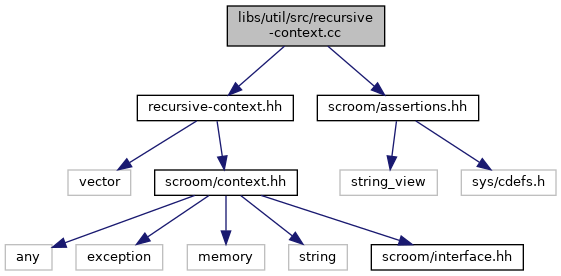 libs/util/src/recursive
-context.cc
recursive-context.hh
scroom/assertions.hh
vector
scroom/context.hh
string_view
sys/cdefs.h
any
exception
memory
string
scroom/interface.hh